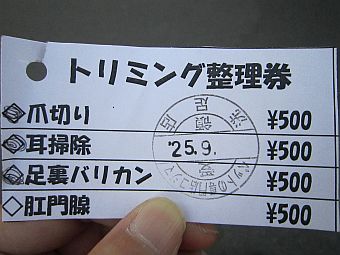 トリミング整理券
爪切り ¥500
耳掃除 ¥500
足裏バリカン ¥500
肛門腺 ¥500
'25.9.